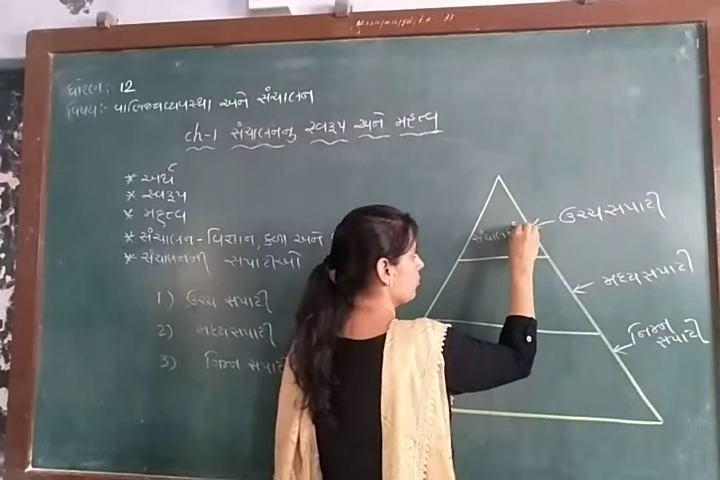 ધોરણ: 12
વિષય:- વાણિજ્યવ્યવસ્થા અને સંચાલન
ch-1 સંચાલનનુ સ્વરૂપ અને મહત્વ
* અર્થ
* સ્વરૂપ
* મહત્વ
* સંચાલન - વિજ્ઞાન, કળા અને
* સંચાલનની સપાટીઓ
1) ઉચ્ચ સપાટી
2) મધ્યસપાટી
3) નિમ્ન સપાટી
ઉચ્ચસપાટી
મધ્યસપાટી
નિમ્ન
સપાટી